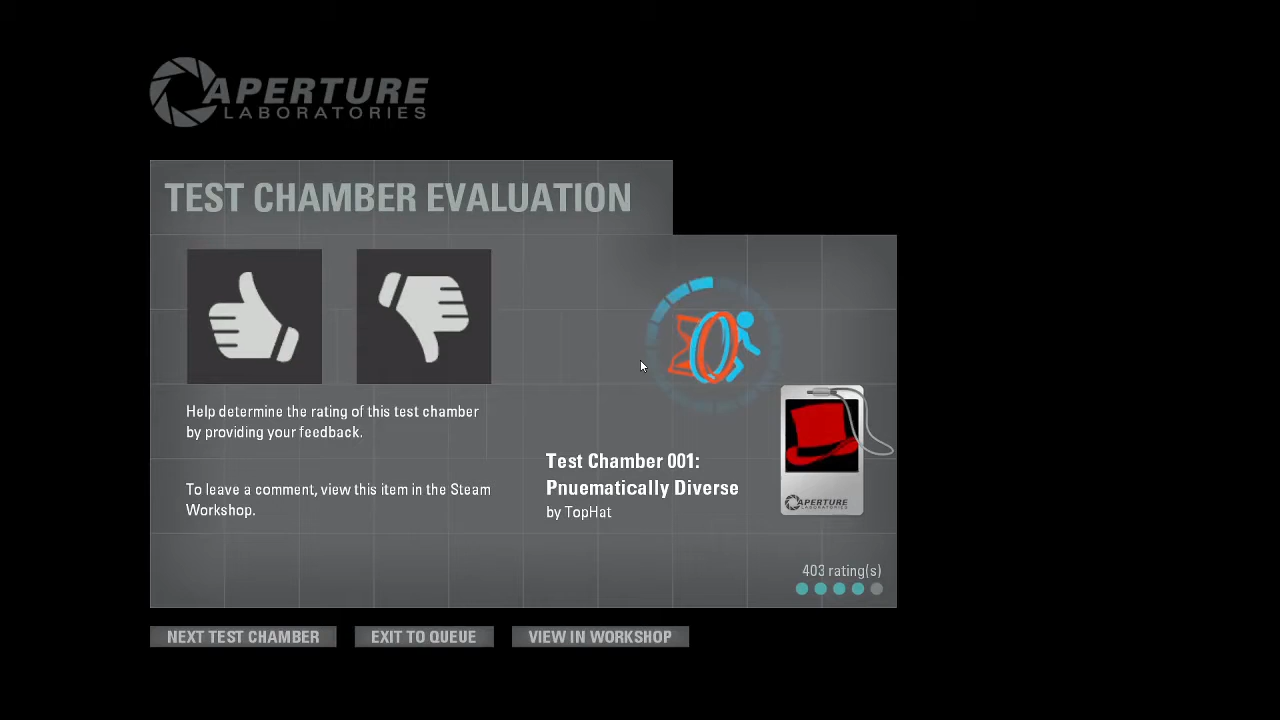 APERTURE
LABORATORIES
TEST CHAMBER EVALUATION
Help determine the rating of this test chamber
by providing your feedback.
To leave a comment, view this item in the Steam
Workshop.
Test Chamber 001:
Pnuematically Diverse
by TopHat
APERTURE
LABORATORIES
403 rating(s)
NEXT TEST CHAMBER
EXIT TO QUEUE
VIEW IN WORKSHOP